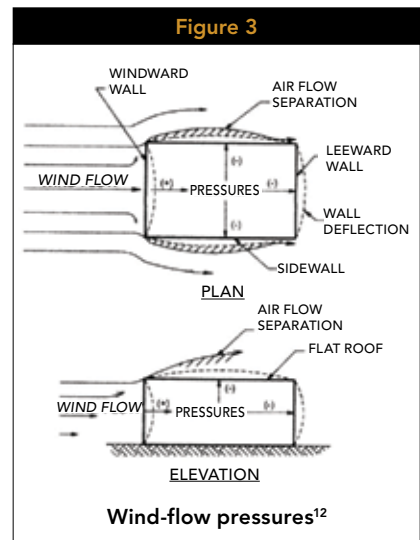 Figure 3
WINDWARD
WALL
AIR FLOW
SEPARATION
LEEWARD
WALL
WIND FLOW
(+)
PRESSURES
(-)
(-)
(-)
WALL
DEFLECTION
SIDEWALL
PLAN
AIR FLOW
SEPARATION
FLAT ROOF
WIND FLOW
(+)
PRESSURES
(-)
(-)
ELEVATION
Wind-flow pressures¹²